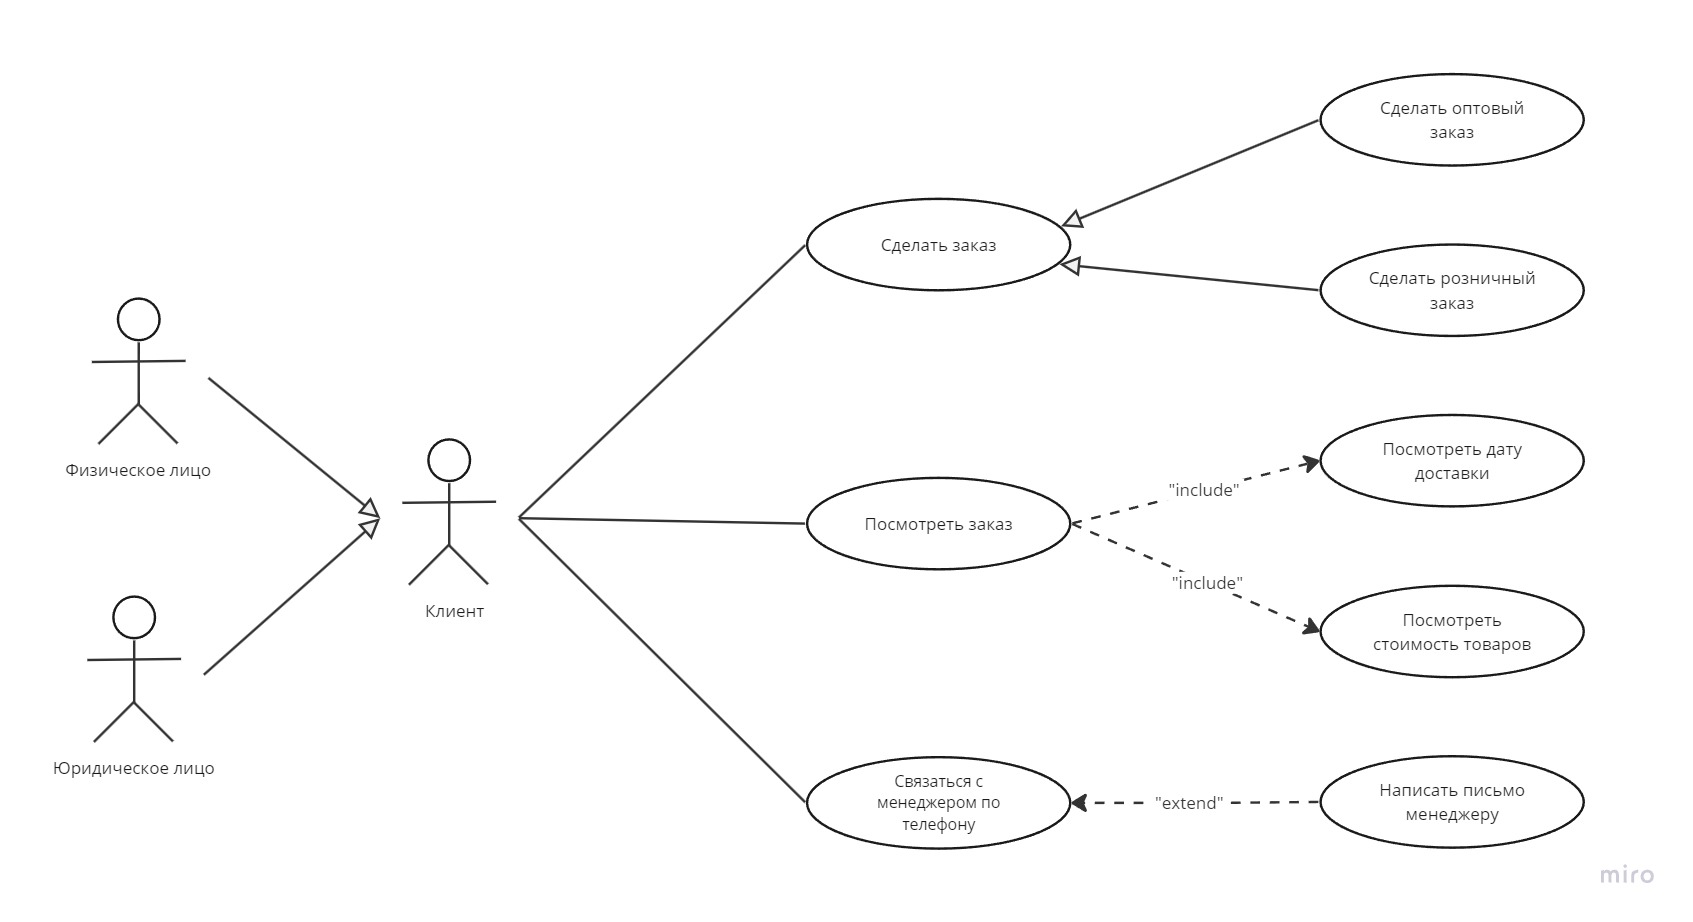 Сделать оптовый
заказ
Сделать заказ
Сделать розничный
заказ
Физическое лицо
Посмотреть дату
доставки
"include"
Посмотреть заказ
"include"
Клиент
Посмотреть
стоимость товаров
Юридическое лицо
Связаться с
менеджером по
телефону
"extend"
Написать письмо
менеджеру
miro